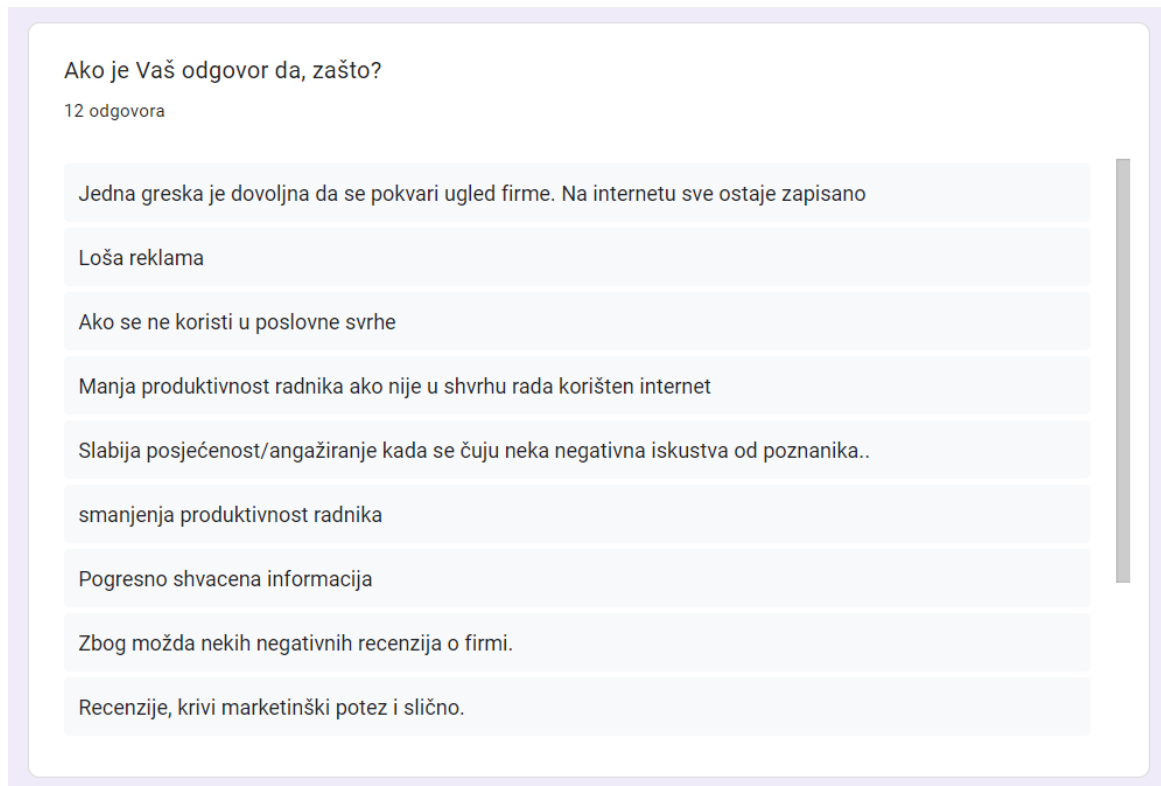 Ako je Vaš odgovor da, zašto?
12 odgovora
Jedna greska je dovoljna da se pokvari ugled firme. Na internetu sve ostaje zapisano
Loša reklama
Ako se ne koristi u poslovne svrhe
Manja produktivnost radnika ako nije u shvrhu rada korišten internet
Slabija posjećenost/angažiranje kada se čuju neka negativna iskustva od poznanika..
smanjenja produktivnost radnika
Pogresno shvacena informacija
Zbog možda nekih negativnih recenzija o firmi.
Recenzije, krivi marketinški potez i slično.